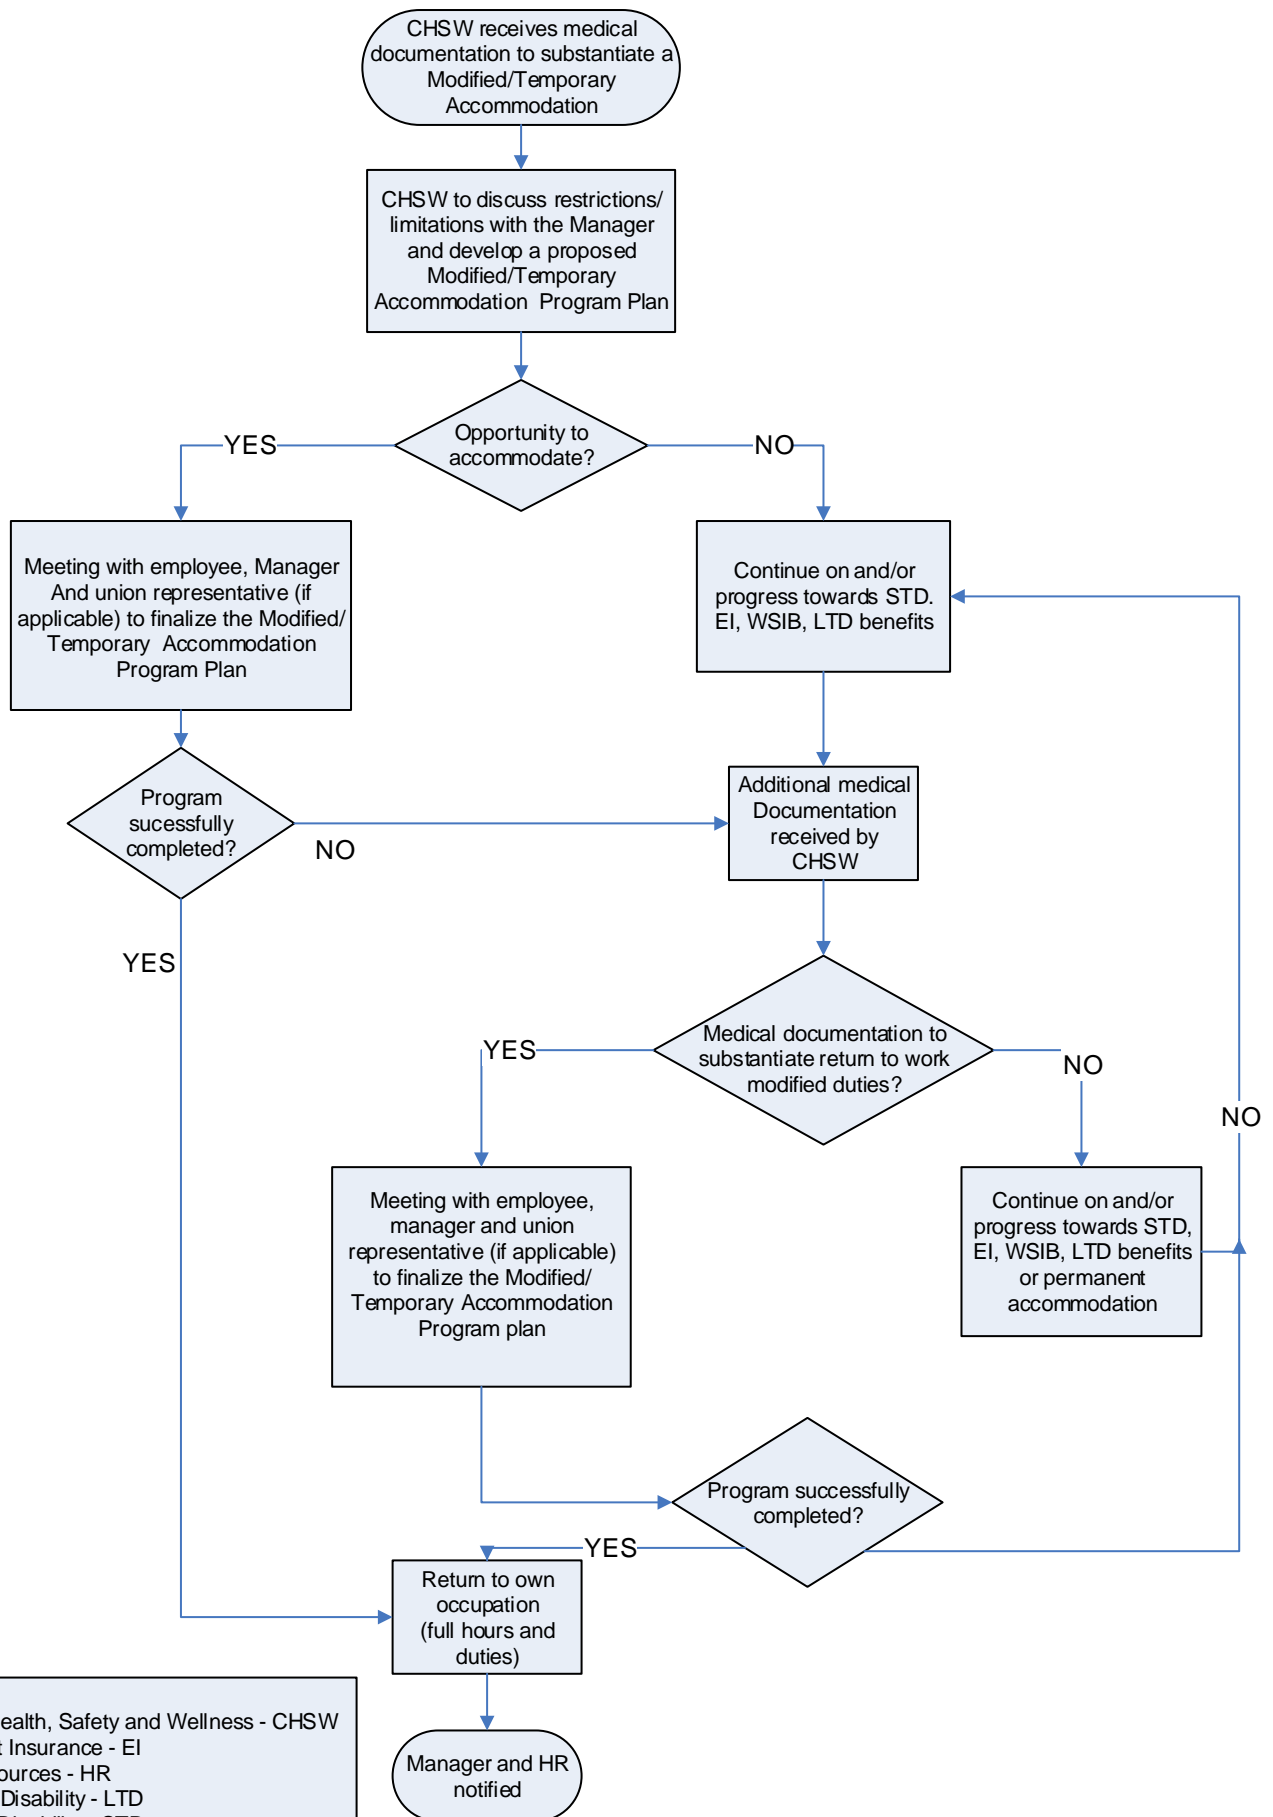 CHSW receives medical
documentation to substantiate a
Modified/Temporary
Accommodation
CHSW to discuss restrictions/
limitations with the Manager
and develop a proposed
Modified/Temporary
Accommodation Program Plan
Opportunity to
accommodate?
YES
NO
Meeting with employee, Manager
And union representative (if
applicable) to finalize the Modified/
Temporary Accommodation
Program Plan
Continue on and/or
progress towards STD.
EI, WSIB, LTD benefits
Program
sucessfully
completed?
NO
YES
Additional medical
Documentation
received by
CHSW
Medical documentation to
substantiate return to work
modified duties?
YES
NO
NO
Meeting with employee,
manager and union
representative (if applicable)
to finalize the Modified/
Temporary Accommodation
Program plan
Continue on and/or
progress towards STD,
EI, WSIB, LTD benefits
or permanent
accommodation
Program successfully
completed?
YES
Return to own
occupation
(full hours and
duties)
Manager and HR
notified
ealth, Safety and Wellness - CHSW
t Insurance - EI
ources - HR
Disability - LTD